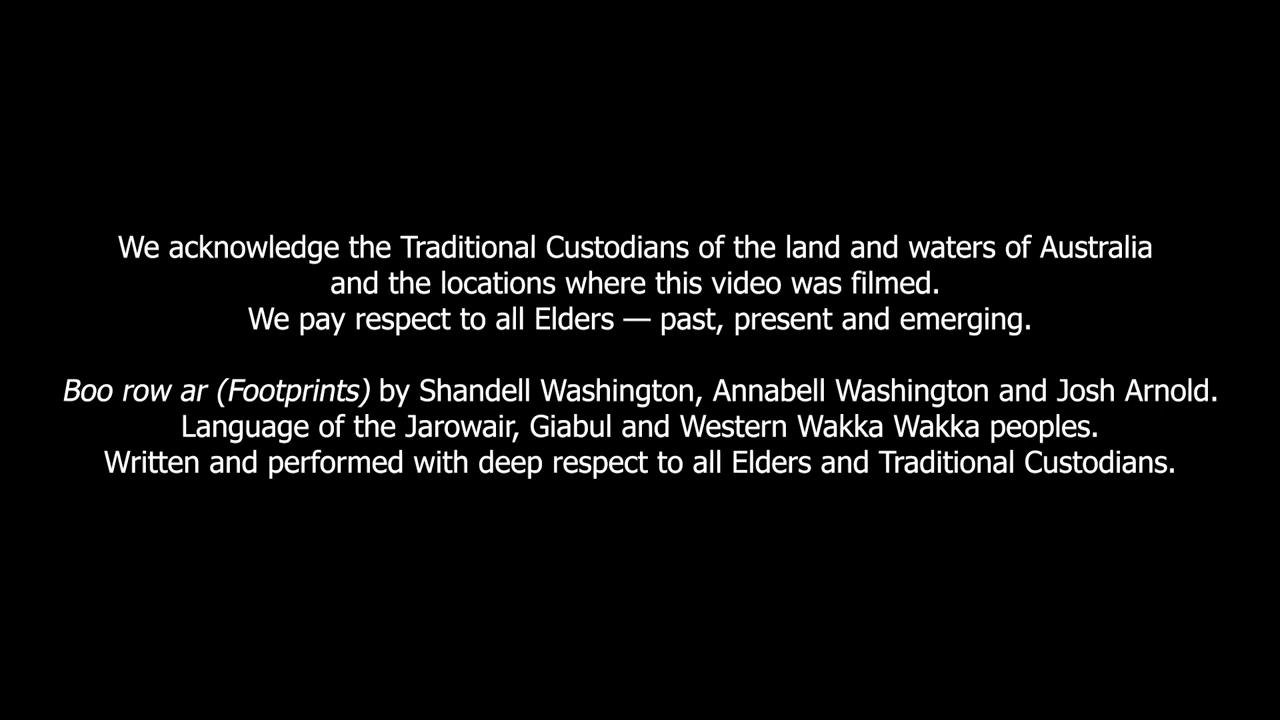 We acknowledge the Traditional Custodians of the land and waters of Australia
and the locations where this video was filmed.
We pay respect to all Elders — past, present and emerging.
Boo row ar (Footprints) by Shandell Washington, Annabell Washington and Josh Arnold.
Language of the Jarowair, Giabul and Western Wakka Wakka peoples.
Written and performed with deep respect to all Elders and Traditional Custodians.